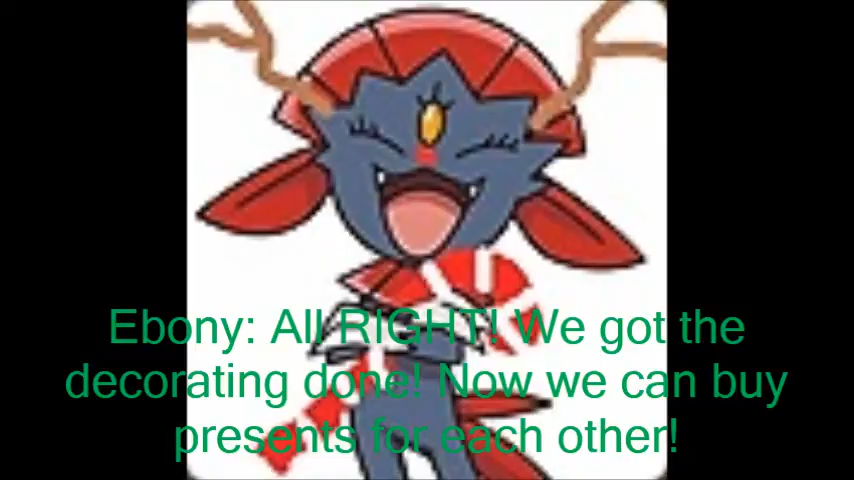 Ebony: All RIGHT! We got the
decorating done! Now we can buy
presents for each other!